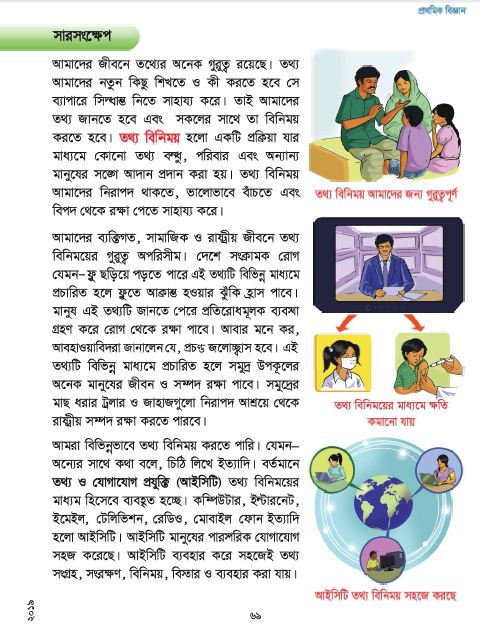 প্রাথমিক বিজ্ঞান
সারসংক্ষেপ
আমাদের জীবনে তথ্যের অনেক গুরুত্ব রয়েছে। তথ্য
আমাদের নতুন কিছু শিখতে ও কী করতে হবে সে
ব্যাপারে সিদ্ধান্ত নিতে সাহায্য করে। তাই আমাদের
তথ্য জানতে হবে এবং সকলের সাথে তা বিনিময়
করতে হবে। তথ্য বিনিময় হলো একটি প্রক্রিয়া যার
মাধ্যমে কোনো তথ্য বন্ধু, পরিবার এবং অন্যান্য
মানুষের সঙ্গে আদান প্রদান করা হয়। তথ্য বিনিময়
আমাদের নিরাপদ থাকতে, ভালোভাবে বাঁচতে এবং
বিপদ থেকে রক্ষা পেতে সাহায্য করে।
তথ্য বিনিময় আমাদের জন্য গুরুত্বপূর্ণ
আমাদের ব্যক্তিগত, সামাজিক ও রাষ্ট্রীয় জীবনে তথ্য
বিনিময়ের গুরুত্ব অপরিসীম। দেশে সংক্রামক রোগ
যেমন–ফ্লু ছড়িয়ে পড়তে পারে এই তথ্যটি বিভিন্ন মাধ্যমে
প্রচারিত হলে ফ্লুতে আক্রান্ত হওয়ার ঝুঁকি হ্রাস পাবে।
মানুষ এই তথ্যটি জানতে পেরে প্রতিরোধমূলক ব্যবস্থা
গ্রহণ করে রোগ থেকে রক্ষা পাবে। আবার মনে কর,
আবহাওয়াবিদরা জানালেন যে, প্রচন্ড জলোচ্ছ্বাস হবে। এই
তথ্যটি বিভিন্ন মাধ্যমে প্রচারিত হলে সমুদ্র উপকূলের
অনেক মানুষের জীবন ও সম্পদ রক্ষা পাবে। সমুদ্রের
মাছ ধরার ট্রলার ও জাহাজগুলো নিরাপদ আশ্রয়ে থেকে
রাষ্ট্রীয় সম্পদ রক্ষা করতে পারবে।
তথ্য বিনিময়ের মাধ্যমে ক্ষতি
কমানো যায়
আমরা বিভিন্নভাবে তথ্য বিনিময় করতে পারি। যেমন–
অন্যের সাথে কথা বলে, চিঠি লিখে ইত্যাদি। বর্তমানে
তথ্য ও যোগাযোগ প্রযুক্তি (আইসিটি) তথ্য বিনিময়ের
মাধ্যম হিসেবে ব্যবহৃত হচ্ছে। কম্পিউটার, ইন্টারনেট,
ইমেইল, টেলিভিশন, রেডিও, মোবাইল ফোন ইত্যাদি
হলো আইসিটি। আইসিটি মানুষের পারস্পরিক যোগাযোগ
সহজ করেছে। আইসিটি ব্যবহার করে সহজেই তথ্য
সংগ্রহ, সংরক্ষণ, বিনিময়, বিস্তার ও ব্যবহার করা যায়।
আইসিটি তথ্য বিনিময় সহজে করছে
২০১৯
৬৯